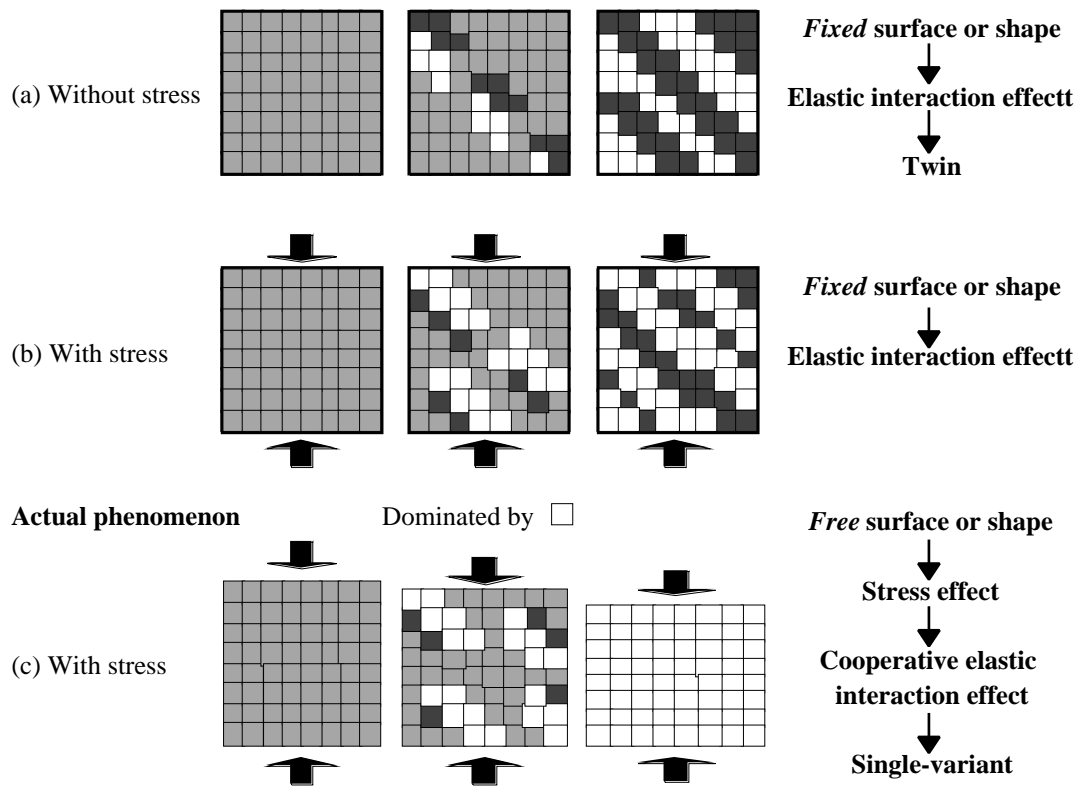 Fixed surface or shape
(a) Without stress
Elastic interaction effectt
Twin
Fixed surface or shape
(b) With stress
Elastic interaction effectt
Actual phenomenon
Dominated by
Free surface or shape
Stress effect
(c) With stress
Cooperative elastic
interaction effect
Single-variant